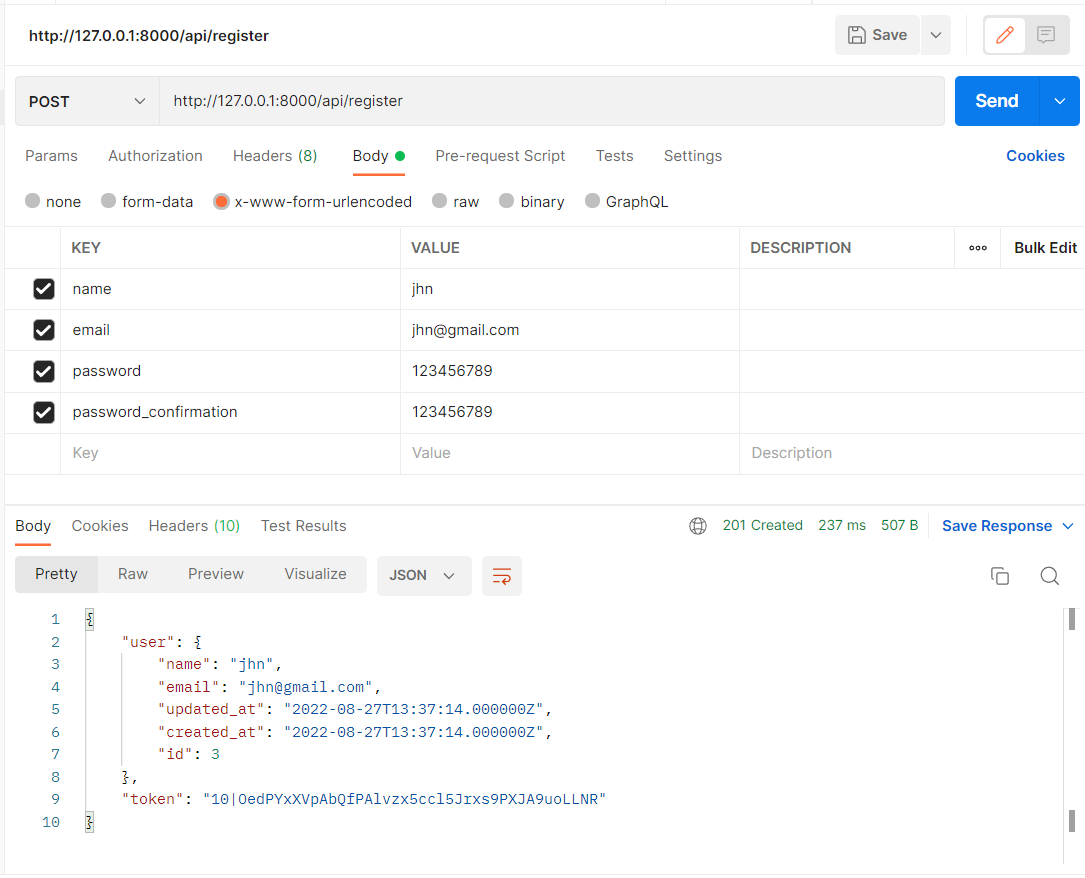 http://127.0.0.1:8000/api/register Save
POST http://127.0.0.1:8000/api/register Send
Params Authorization Headers (8) Body Pre-request Script Tests Settings Cookies
none form-data x-www-form-urlencoded raw binary GraphQL
KEY VALUE DESCRIPTION ooo Bulk Edit
name jhn
email jhn@gmail.com
password 123456789
password_confirmation 123456789
Key Value Description
Body Cookies Headers (10) Test Results 201 Created 237 ms 507 B Save Response
Pretty Raw Preview Visualize JSON
1 {
2 "user": {
3 "name": "jhn",
4 "email": "jhn@gmail.com",
5 "updated_at": "2022-08-27T13:37:14.000000Z",
6 "created_at": "2022-08-27T13:37:14.000000Z",
7 "id": 3
8 },
9 "token": "10|OedPYxXVpAbQfPAlvzx5ccl5Jrxs9PXJA9uoLLNR"
10 }